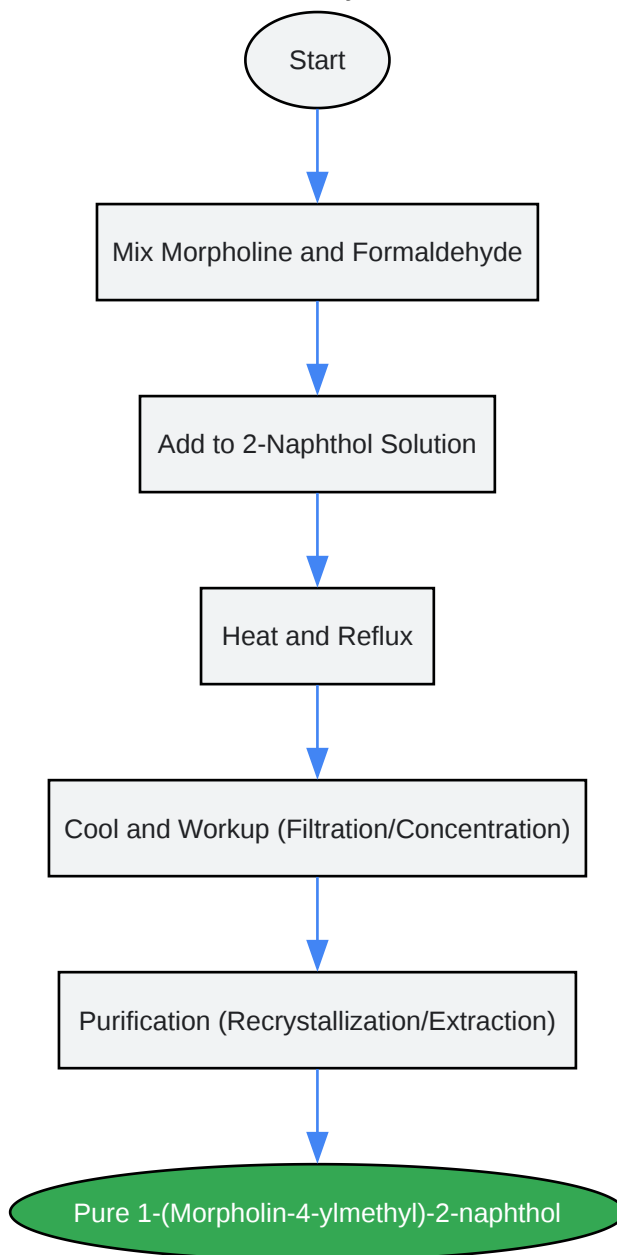 Start
Mix Morpholine and Formaldehyde
Add to 2-Naphthol Solution
Heat and Reflux
Cool and Workup (Filtration/Concentration)
Purification (Recrystallization/Extraction)
Pure 1-(Morpholin-4-ylmethyl)-2-naphthol